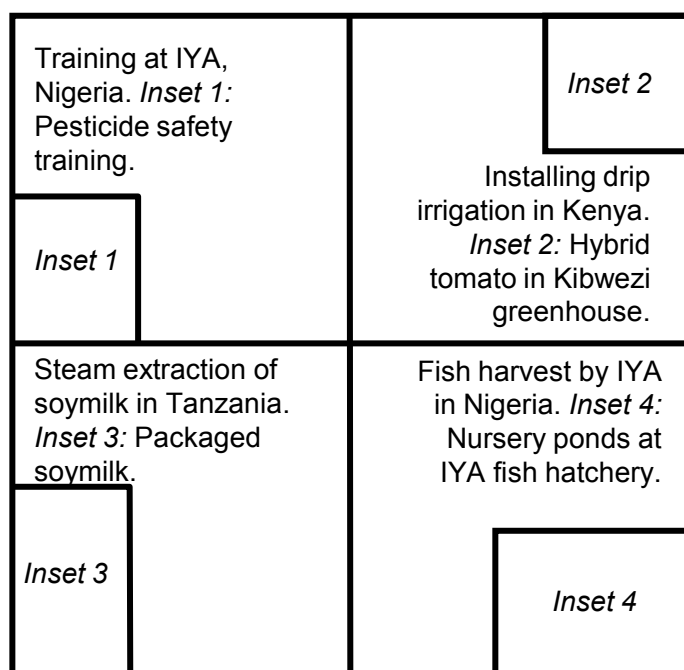 Training at IYA,
Nigeria. Inset 1:
Pesticide safety
training.
Inset 1
Inset 2
Installing drip
irrigation in Kenya.
Inset 2: Hybrid
tomato in Kibwezi
greenhouse.
Steam extraction of
soymilk in Tanzania.
Inset 3: Packaged
soymilk.
Inset 3
Fish harvest by IYA
in Nigeria. Inset 4:
Nursery ponds at
IYA fish hatchery.
Inset 4